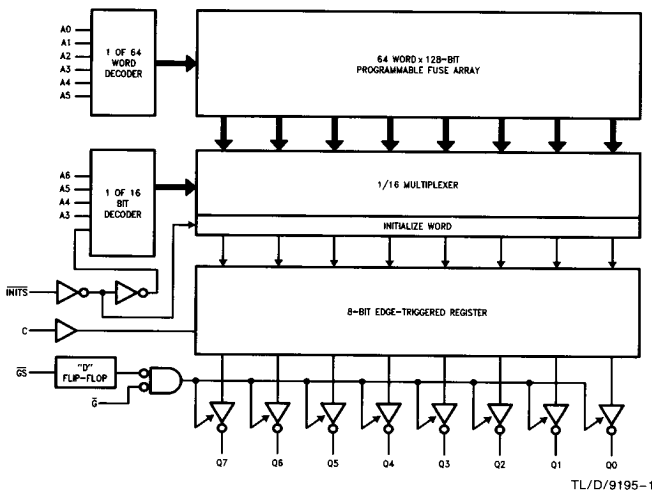 A0
A1
A2
A3
A4
A5
1 OF 64
WORD
DECODER
64 WORD x 128-BIT
PROGRAMMABLE FUSE ARRAY
A6
A5
A4
A3
1 OF 16
BIT
DECODER
1/16 MULTIPLEXER
INITIALIZE WORD
INITS
C
8-BIT EDGE-TRIGGERED REGISTER
GS
"D"
FLIP-FLOP
G
Q7
Q6
Q5
Q4
Q3
Q2
Q1
Q0
TL/D/9195-1